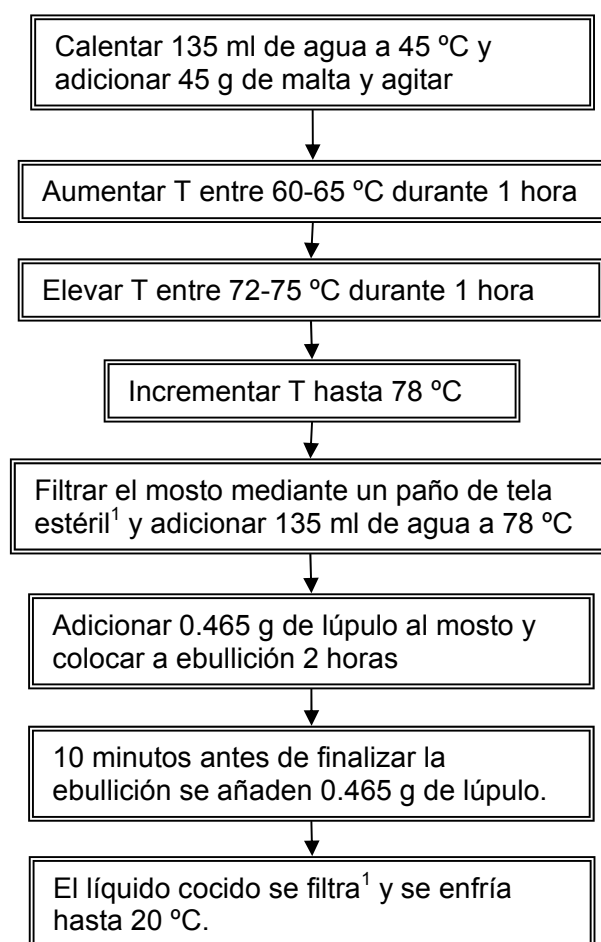 Calentar 135 ml de agua a 45 ºC y
adicionar 45 g de malta y agitar
Aumentar T entre 60-65 ºC durante 1 hora
Elevar T entre 72-75 ºC durante 1 hora
Incrementar T hasta 78 ºC
Filtrar el mosto mediante un paño de tela
estéril¹ y adicionar 135 ml de agua a 78 ºC
Adicionar 0.465 g de lúpulo al mosto y
colocar a ebullición 2 horas
10 minutos antes de finalizar la
ebullición se añaden 0.465 g de lúpulo.
El líquido cocido se filtra¹ y se enfría
hasta 20 ºC.